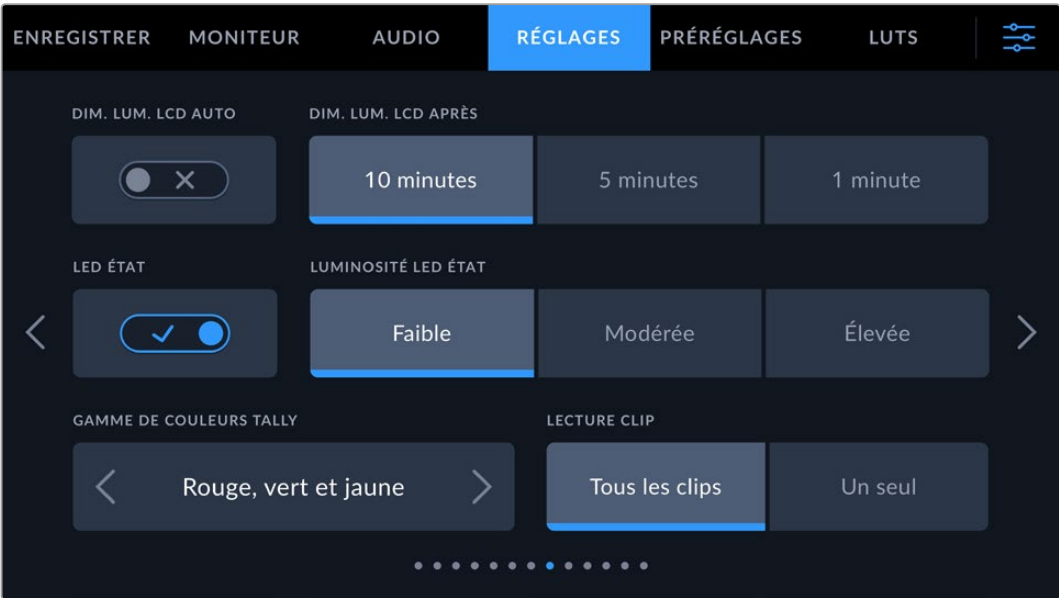 ENREGISTRER MONITEUR AUDIO RÉGLAGES PRÉRÉGLAGES LUTS
DIM. LUM. LCD AUTO DIM. LUM. LCD APRÈS
10 minutes 5 minutes 1 minute
LED ÉTAT LUMINOSITÉ LED ÉTAT
Faible Modérée Élevée
GAMME DE COULEURS TALLY LECTURE CLIP
Rouge, vert et jaune Tous les clips Un seul